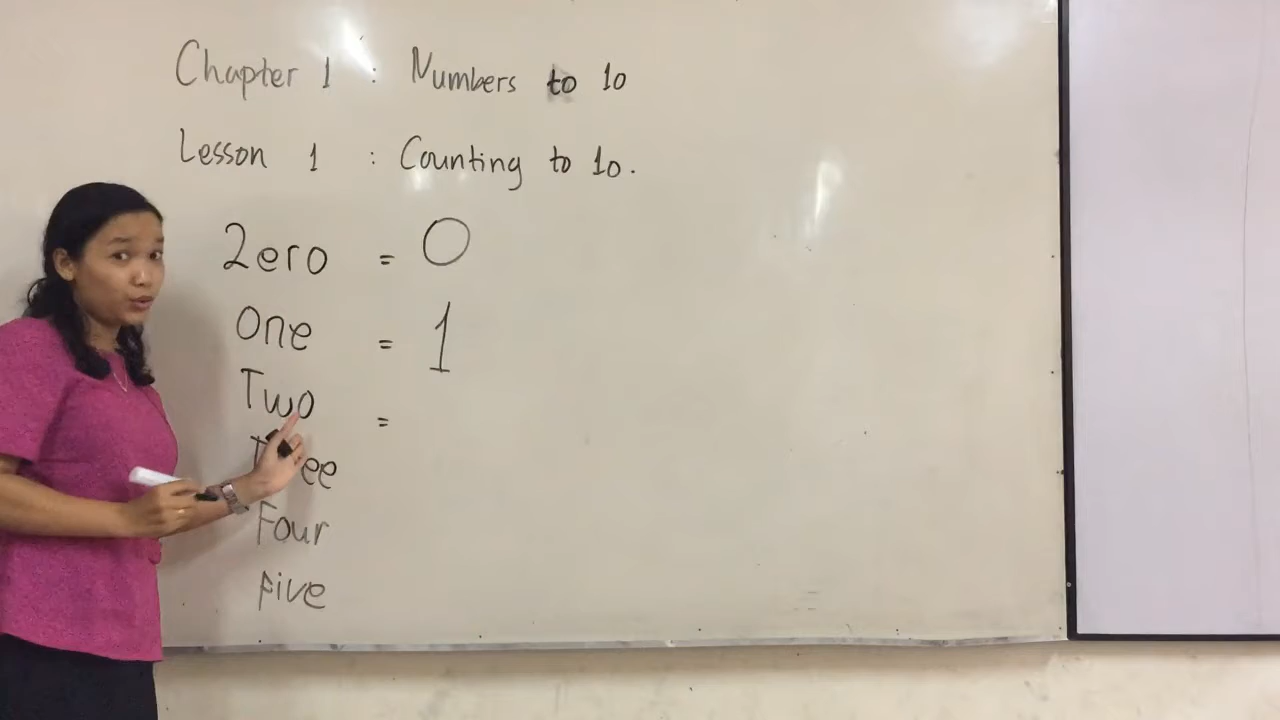 Chapter 1 : Numbers to 10
Lesson 1 : Counting to 10.
Zero = 0
One = 1
Two =
Four
Five